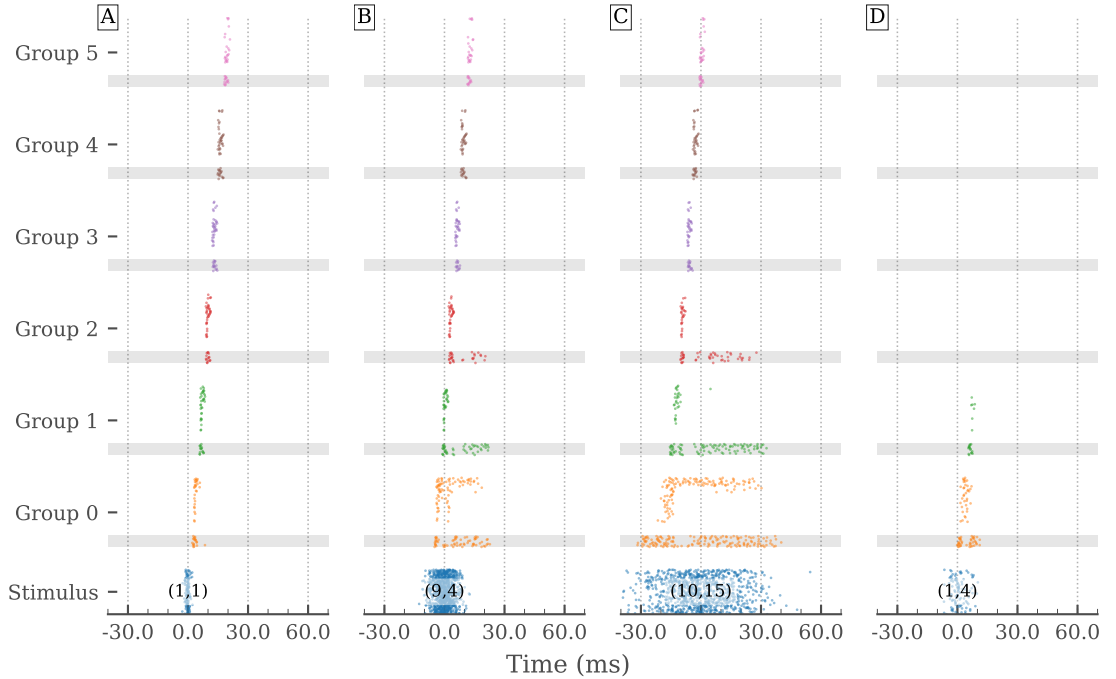 A B C D
Group 5
Group 4
Group 3
Group 2
Group 1
Group 0
Stimulus (1,1) (9,4) (10,15) (1,4)
-30.0 0.0 30.0 60.0 -30.0 0.0 30.0 60.0 -30.0 0.0 30.0 60.0 -30.0 0.0 30.0 60.0
Time (ms)